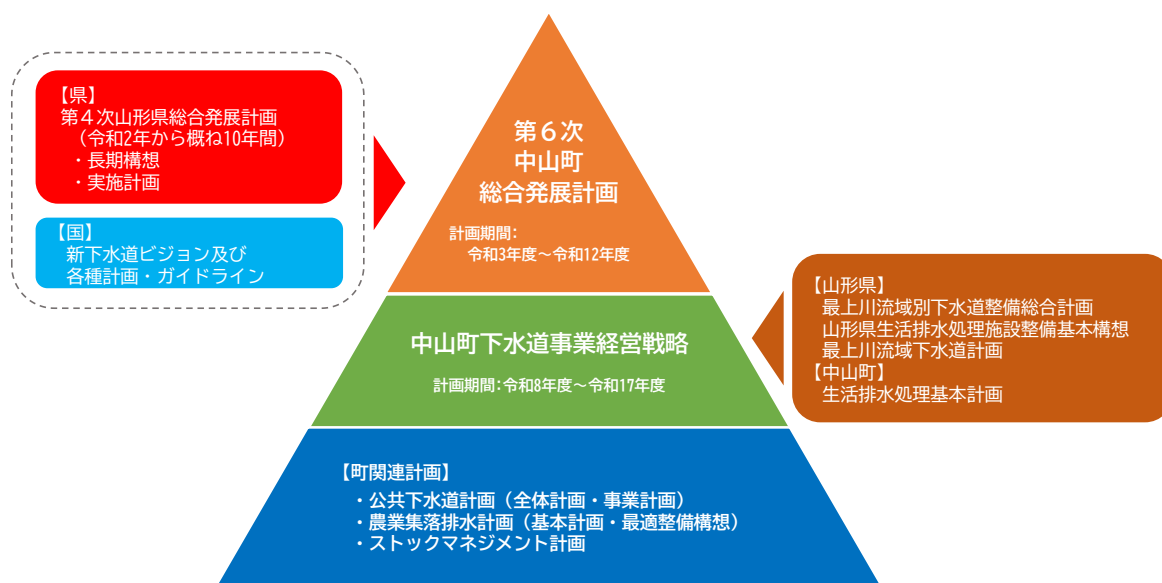 【県】
第４次山形県総合発展計画
（令和2年から概ね10年間）
・長期構想
・実施計画
【国】
新下水道ビジョン及び
各種計画・ガイドライン
第６次
中山町
総合発展計画
計画期間：
令和3年度～令和12年度
中山町下水道事業経営戦略
計画期間：令和8年度～令和17年度
【山形県】
最上川流域別下水道整備総合計画
山形県生活排水処理施設整備基本構想
最上川流域下水道計画
【中山町】
生活排水処理基本計画
【町関連計画】
・公共下水道計画（全体計画・事業計画）
・農業集落排水計画（基本計画・最適整備構想）
・ストックマネジメント計画